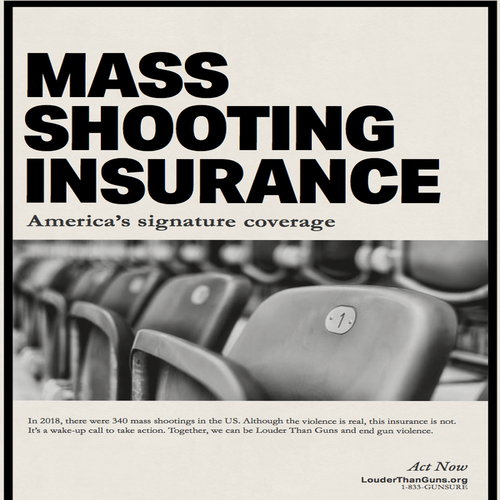 MASS
SHOOTING
INSURANCE
America's signature coverage
1
In 2018, there were 340 mass shootings in the US. Although the violence is real, this insurance is not.
It's a wake-up call to take action. Together, we can be Louder Than Guns and end gun violence.
Act Now
LouderThanGuns.org
1-833-GUNSURE